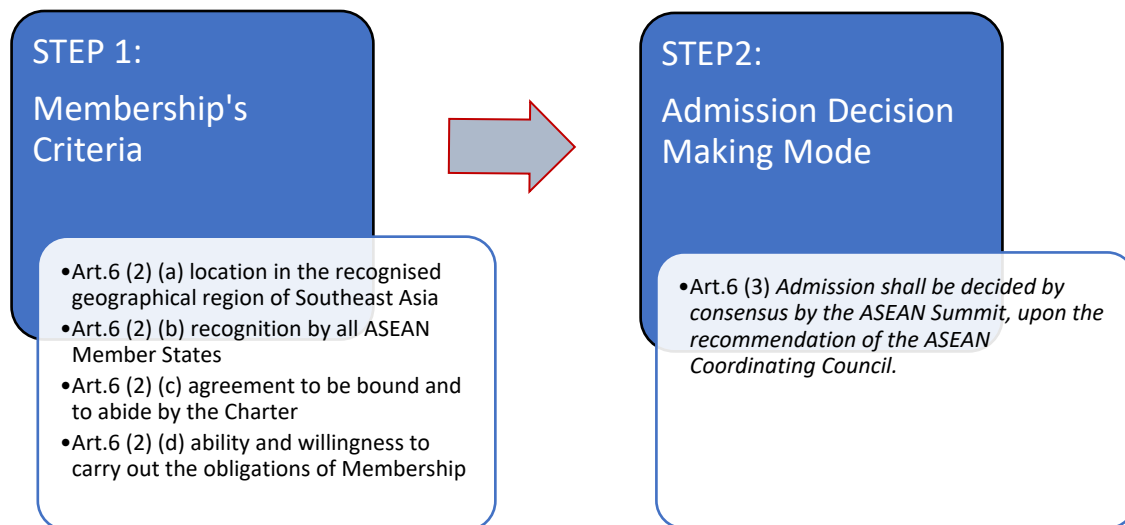 STEP 1:
Membership's
Criteria
•Art.6 (2) (a) location in the recognised
geographical region of Southeast Asia
•Art.6 (2) (b) recognition by all ASEAN
Member States
•Art.6 (2) (c) agreement to be bound and
to abide by the Charter
•Art.6 (2) (d) ability and willingness to
carry out the obligations of Membership
STEP2:
Admission Decision
Making Mode
•Art.6 (3) Admission shall be decided by
consensus by the ASEAN Summit, upon the
recommendation of the ASEAN
Coordinating Council.